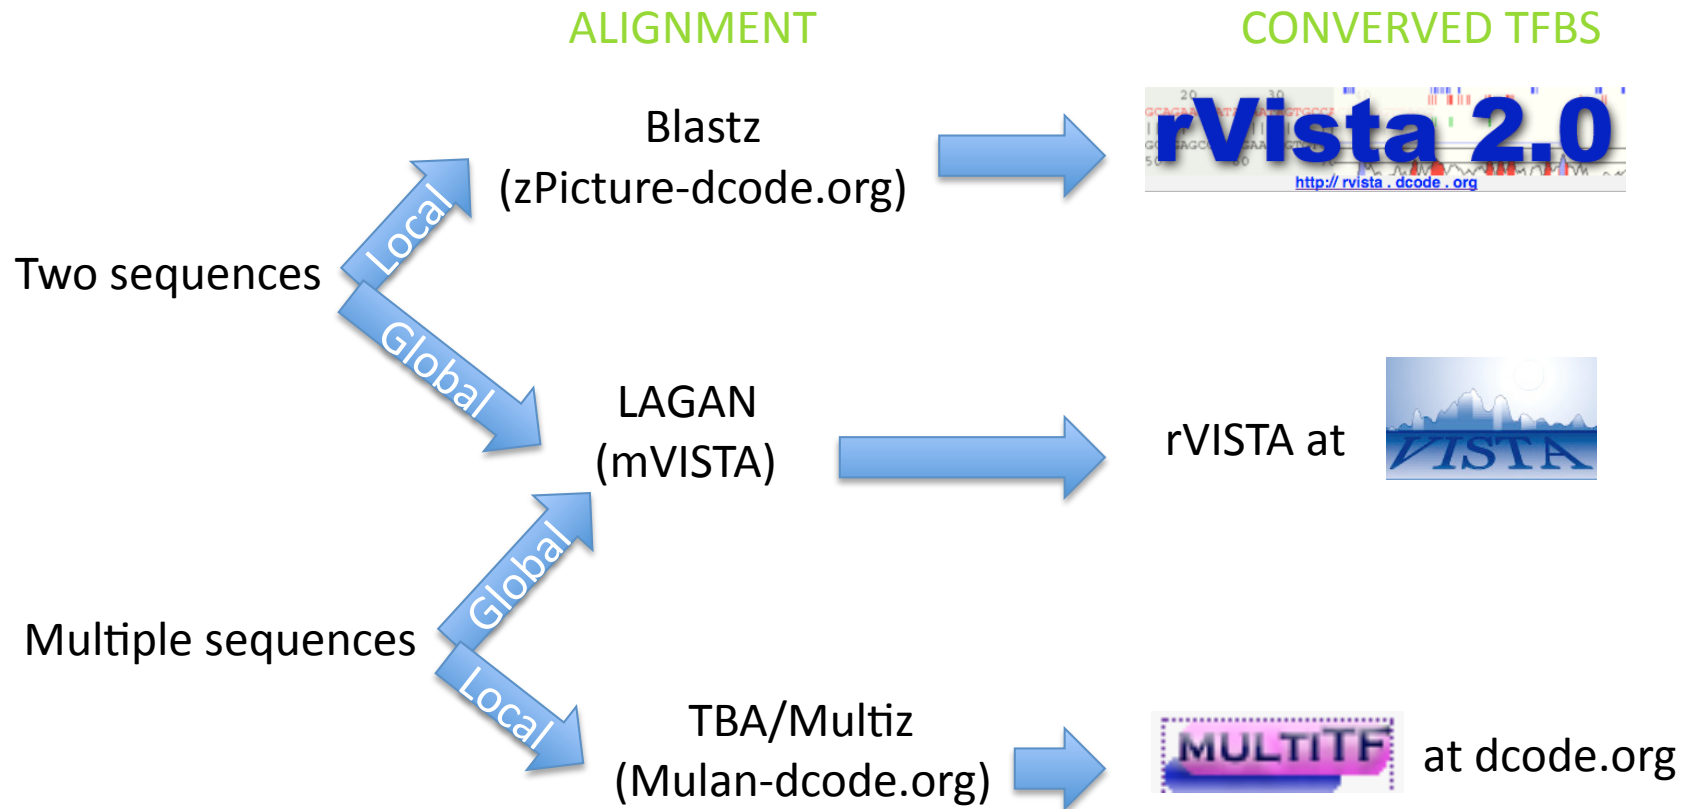 ALIGNMENT
CONVERVED TFBS
Blastz
(zPicture-dcode.org)
rVista 2.0
http:// rvista . dcode . org
Local
Two sequences
Global
LAGAN
(mVISTA)
rVISTA at
VISTA
Global
Multiple sequences
Local
TBA/Multiz
(Mulan-dcode.org)
MULTITF
at dcode.org